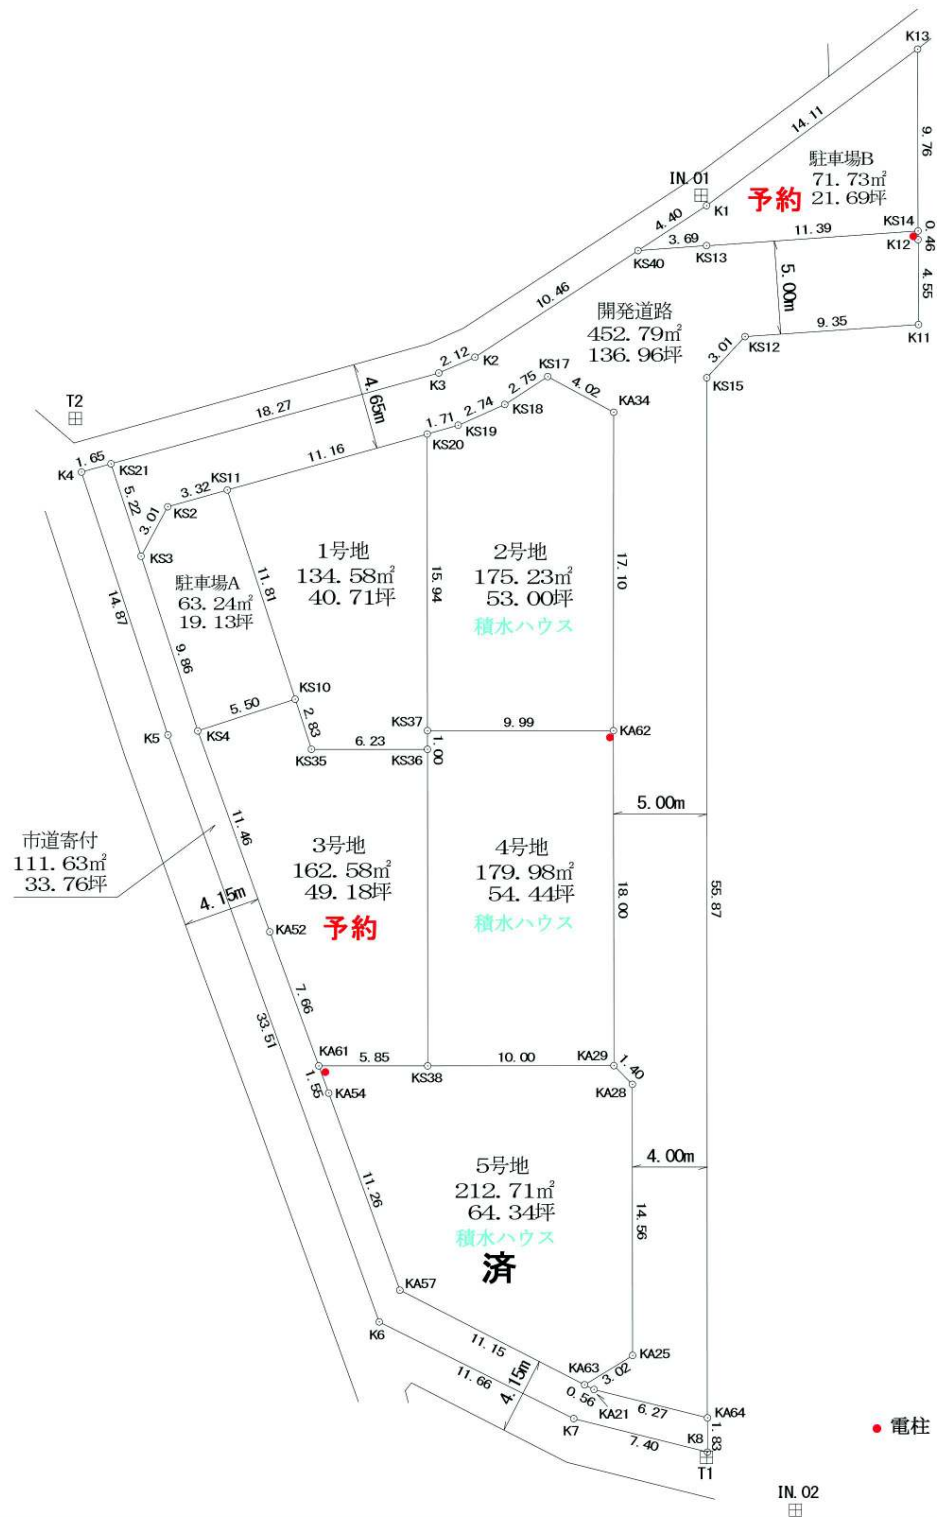 K13
14.11
9.76
駐車場B
71.73㎡
21.69坪
予約
IN.01
K1
4.40
3.69
KS13
11.39
KS14
K12
0.46
KS40
5.00m
4.55
10.46
開発道路
452.79㎡
136.96坪
9.35
K11
KS12
3.01
KS15
K2
2.12
K3
KS17
4.02
2.75
KS18
KA34
T2
18.27
4.65m
2.74
KS19
1.71
KS20
1.65
K4
KS21
11.16
KS11
5.22
3.32
KS2
3.01
KS3
1号地
134.58㎡
40.71坪
2号地
175.23㎡
53.00坪
積水ハウス
15.94
17.10
駐車場A
63.24㎡
19.13坪
11.81
14.87
9.86
KS10
5.50
2.83
K5
KS4
KS35
6.23
KS37
1.00
KS36
9.99
KA62
5.00m
市道寄付
111.63㎡
33.76坪
11.46
3号地
162.58㎡
49.18坪
予約
4号地
179.98㎡
54.44坪
積水ハウス
18.00
55.87
4.15m
KA52
7.66
33.51
KA61
5.85
KS38
10.00
KA29
1.40
KA28
1.55
KA54
4.00m
5号地
212.71㎡
64.34坪
積水ハウス
済
11.26
14.56
KA57
K6
11.15
KA25
3.02
KA63
11.66
4.15m
0.56
KA21
6.27
KA64
K7
7.40
K8
1.83
T1
電柱
IN.02